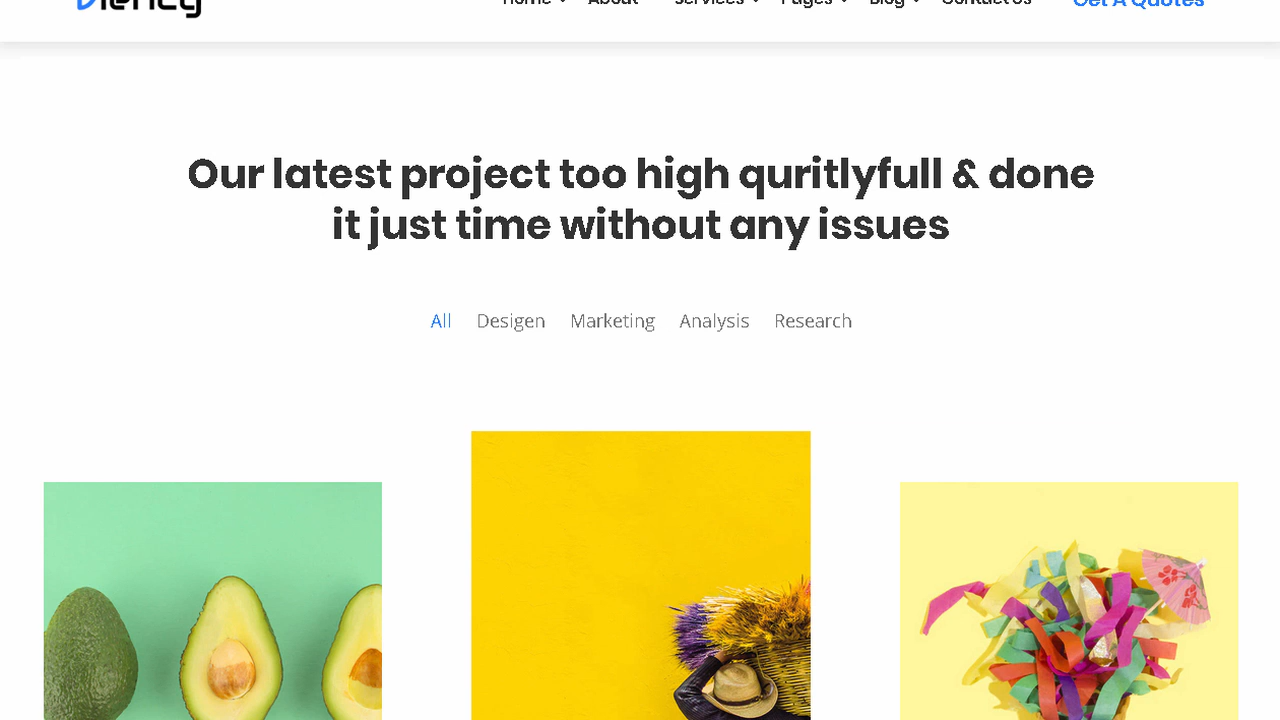 Home About Services Pages Blog Contact Us Get A Quotes
Our latest project too high quritlyfull & done
it just time without any issues
All Desigen Marketing Analysis Research